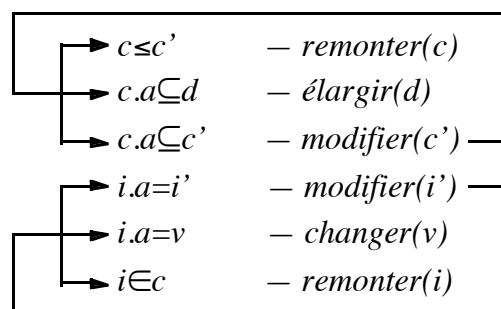 c≤c’ – remonter(c)
c.a⊆d – élargir(d)
c.a⊆c’ – modifier(c’)
i.a=i’ – modifier(i’)
i.a=v – changer(v)
i∈c – remonter(i)